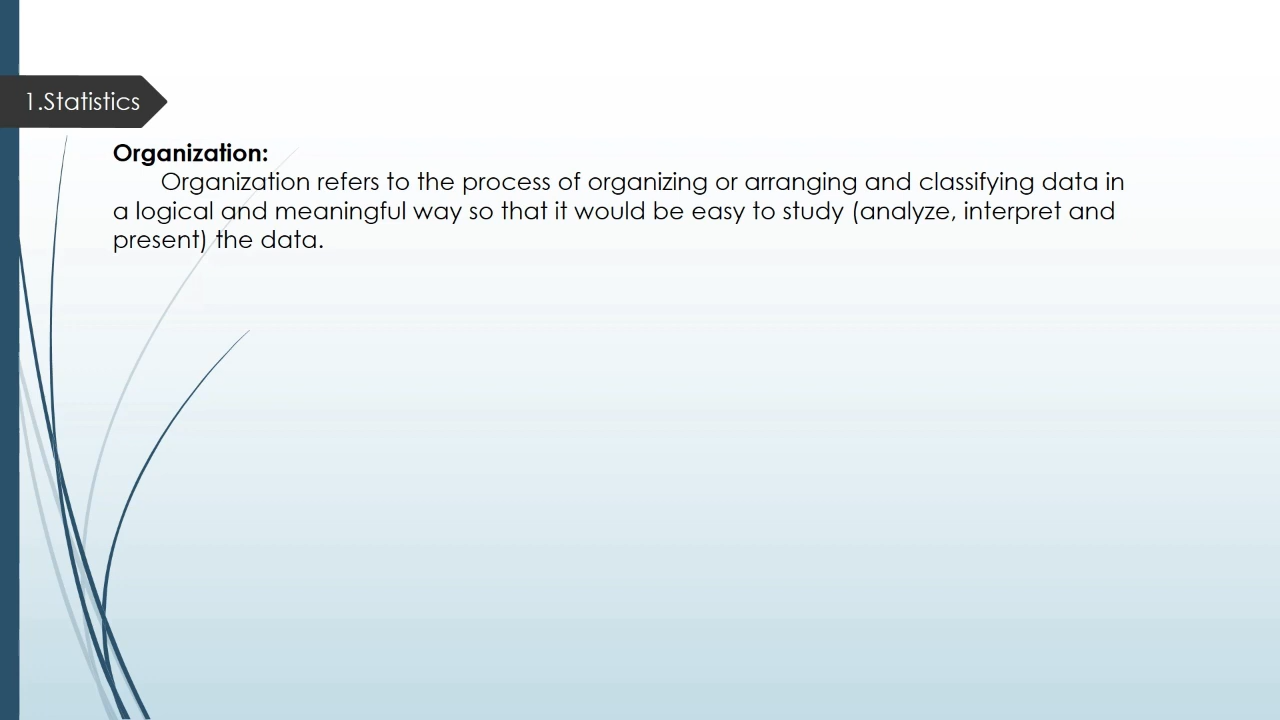 1.Statistics
Organization:
Organization refers to the process of organizing or arranging and classifying data in
a logical and meaningful way so that it would be easy to study (analyze, interpret and
present) the data.